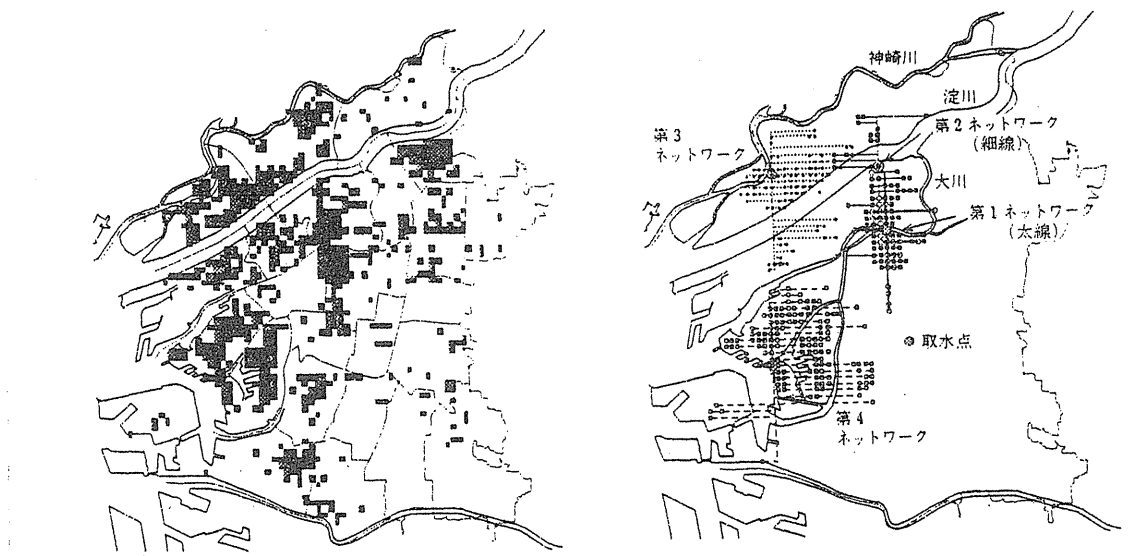 神崎川
淀川
第2ネットワーク
(細線)
第3
ネットワーク
大川
第1ネットワーク
(太線)
取水点
第4
ネットワーク